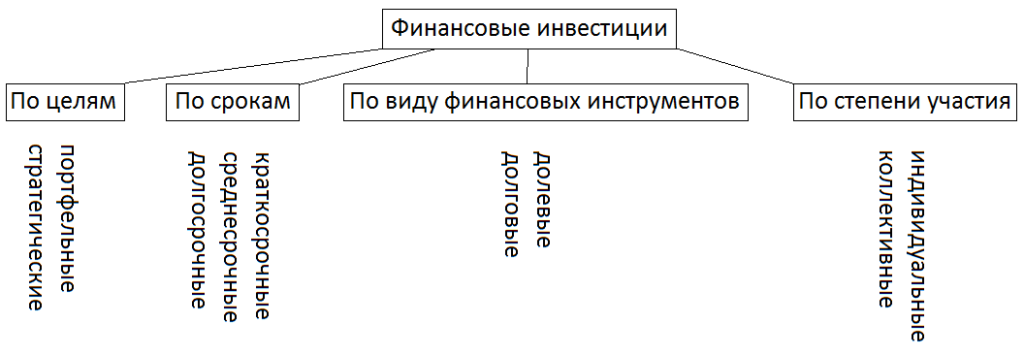 Финансовые инвестиции
По целям
По срокам
По виду финансовых инструментов
По степени участия
портфельные
стратегические
краткосрочные
среднесрочные
долгосрочные
долевые
долговые
индивидуальные
коллективные